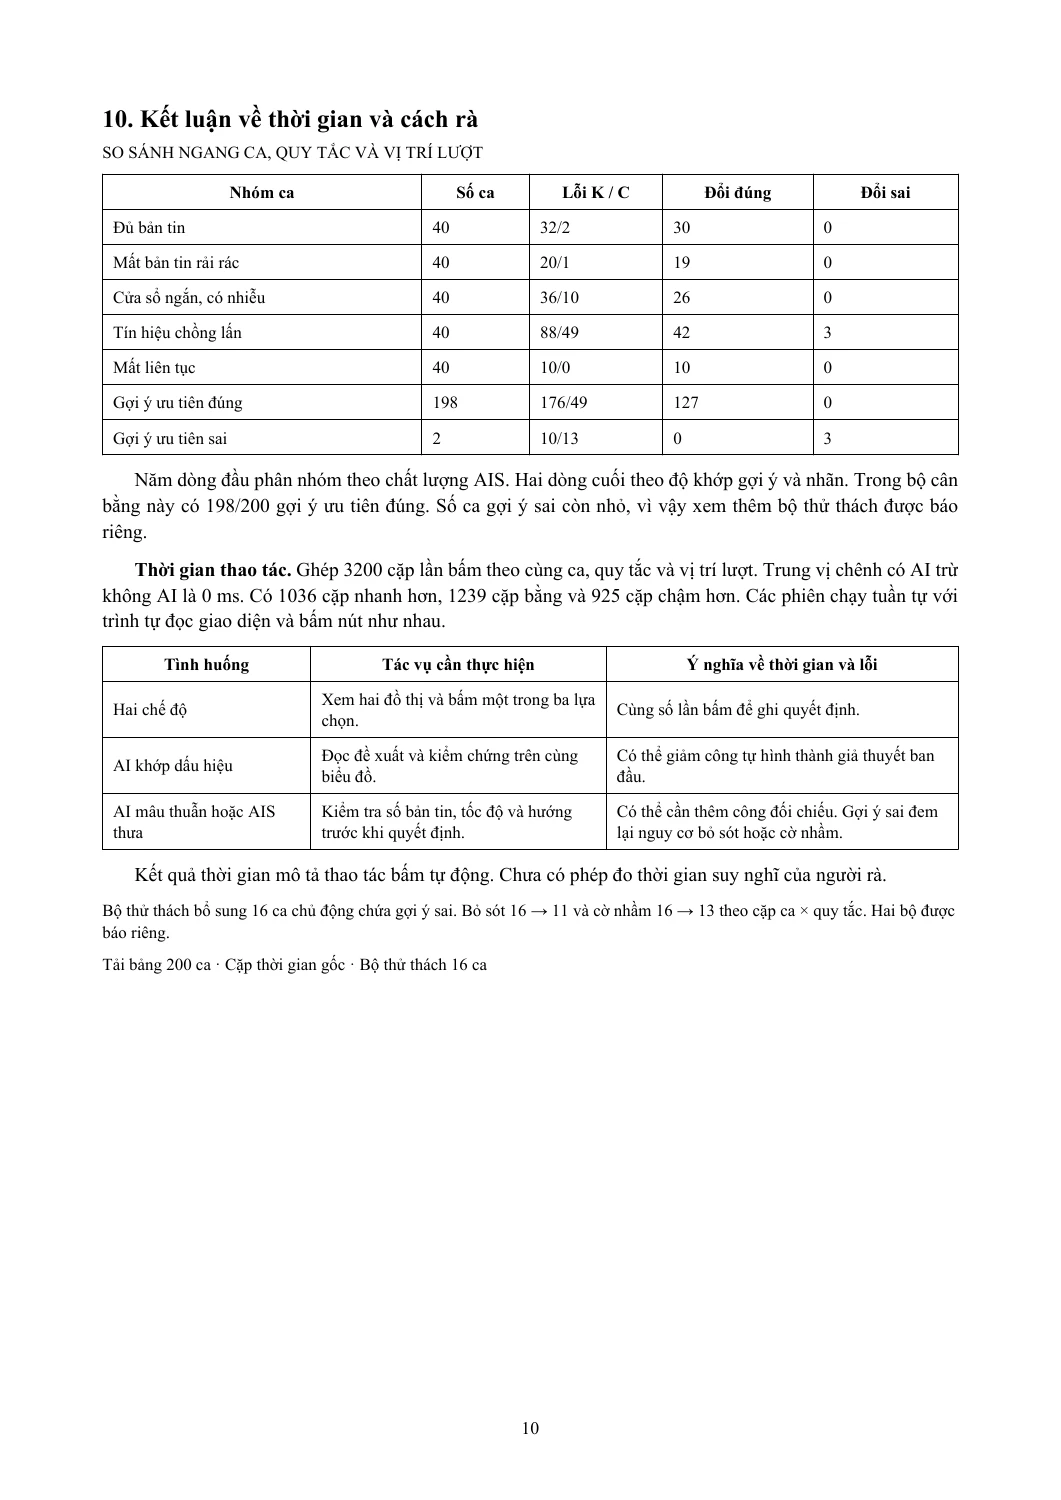 10. Kết luận về thời gian và cách rà
SO SÁNH NGANG CA, QUY TẮC VÀ VỊ TRÍ LƯỢT
Nhóm ca Số ca Lỗi K / C Đổi đúng Đổi sai
Đủ bản tin 40 32/2 30 0
Mất bản tin rải rác 40 20/1 19 0
Cửa sổ ngắn, có nhiễu 40 36/10 26 0
Tín hiệu chồng lấn 40 88/49 42 3
Mất liên tục 40 10/0 10 0
Gợi ý ưu tiên đúng 198 176/49 127 0
Gợi ý ưu tiên sai 2 10/13 0 3
Năm dòng đầu phân nhóm theo chất lượng AIS. Hai dòng cuối theo độ khớp gợi ý và nhãn. Trong bộ cân
bằng này có 198/200 gợi ý ưu tiên đúng. Số ca gợi ý sai còn nhỏ, vì vậy xem thêm bộ thử thách được báo
riêng.
Thời gian thao tác. Ghép 3200 cặp lần bấm theo cùng ca, quy tắc và vị trí lượt. Trung vị chênh có AI trừ
không AI là 0 ms. Có 1036 cặp nhanh hơn, 1239 cặp bằng và 925 cặp chậm hơn. Các phiên chạy tuần tự với
trình tự đọc giao diện và bấm nút như nhau.
Tình huống Tác vụ cần thực hiện Ý nghĩa về thời gian và lỗi
Hai chế độ Xem hai đồ thị và bấm một trong ba lựa
chọn. Cùng số lần bấm để ghi quyết định.
AI khớp dấu hiệu Đọc đề xuất và kiểm chứng trên cùng
biểu đồ. Có thể giảm công tự hình thành giả thuyết ban
đầu.
AI mâu thuẫn hoặc AIS
thưa Kiểm tra số bản tin, tốc độ và hướng
trước khi quyết định. Có thể cần thêm công đối chiếu. Gợi ý sai đem
lại nguy cơ bỏ sót hoặc cờ nhầm.
Kết quả thời gian mô tả thao tác bấm tự động. Chưa có phép đo thời gian suy nghĩ của người rà.
Bộ thử thách bổ sung 16 ca chủ động chứa gợi ý sai. Bỏ sót 16 → 11 và cờ nhầm 16 → 13 theo cặp ca × quy tắc. Hai bộ được
báo riêng.
Tải bảng 200 ca · Cặp thời gian gốc · Bộ thử thách 16 ca
10